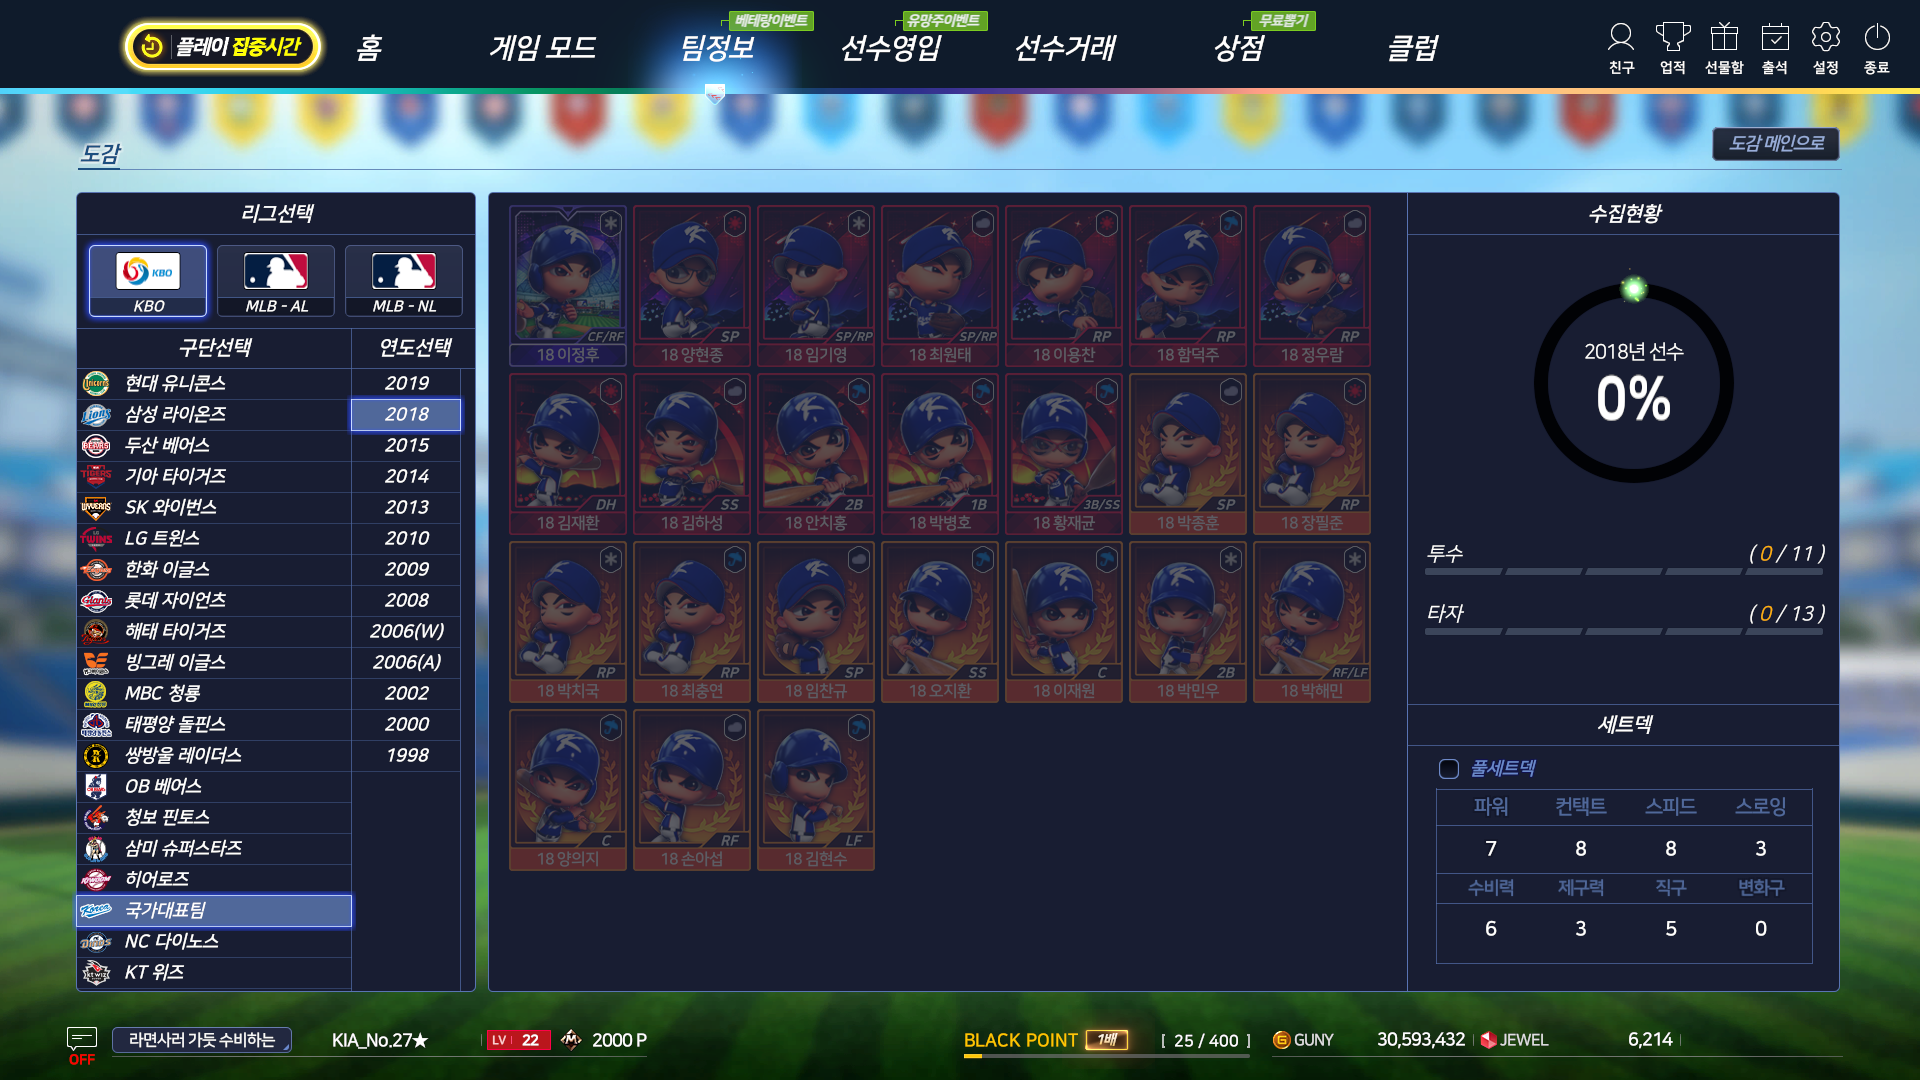 플레이 집중시간
홈
게임 모드
베테랑이벤트
팀정보
유망주이벤트
선수영입
선수거래
무료뽑기
상점
클럽
친구
업적
선물함
출석
설정
종료
도감
도감 메인으로
리그선택
KBO
KBO
MLB - AL
MLB - NL
구단선택
연도선택
현대 유니콘스
삼성 라이온즈
두산 베어스
기아 타이거즈
SK 와이번스
LG 트윈스
한화 이글스
롯데 자이언츠
해태 타이거즈
빙그레 이글스
MBC 청룡
태평양 돌핀스
쌍방울 레이더스
OB 베어스
청보 핀토스
삼미 슈퍼스타즈
히어로즈
국가대표팀
NC 다이노스
KT 위즈
2019
2018
2015
2014
2013
2010
2009
2008
2006(W)
2006(A)
2002
2000
1998
CF/RF
18 이정후
SP
18 양현종
SP/RP
18 임기영
SP/RP
18 최원태
RP
18 이용찬
RP
18 함덕주
RP
18 정우람
DH
18 김재환
SS
18 김하성
2B
18 안치홍
1B
18 박병호
3B/SS
18 황재균
SP
18 박종훈
RP
18 장필준
RP
18 박치국
RP
18 최충연
SP
18 임찬규
SS
18 오지환
C
18 이재원
2B
18 박민우
RF/LF
18 박해민
C
18 양의지
RF
18 손아섭
LF
18 김현수
수집현황
2018년 선수
0%
투수
( 0 / 11 )
타자
( 0 / 13 )
세트덱
풀세트덱
파워 컨택트 스피드 스로잉
7 8 8 3
수비력 제구력 직구 변화구
6 3 5 0
OFF
라면사러 가듯 수비하는
KIA_No.27★
LV 22
M
2000 P
BLACK POINT
1배
[ 25 / 400 ]
GUNY
30,593,432
JEWEL
6,214